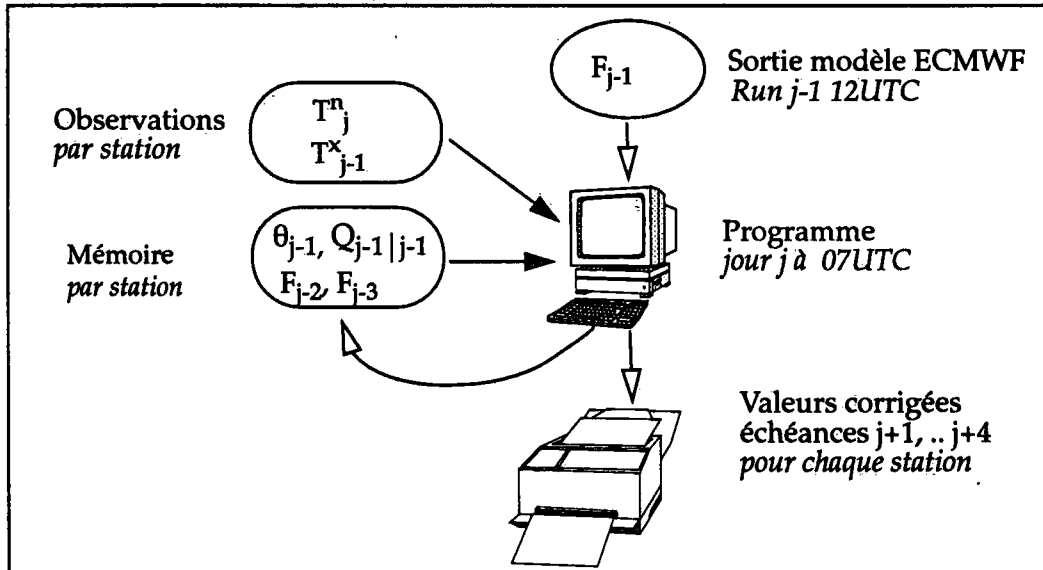 F_{j-1}
Sortie modèle ECMWF
Run j-1 12UTC
Observations
par station
T^n_j
T^x_{j-1}
Mémoire
par station
θ_{j-1}, Q_{j-1|j-1}
F_{j-2}, F_{j-3}
Programme
jour j à 07UTC
Valeurs corrigées
échéances j+1, .. j+4
pour chaque station